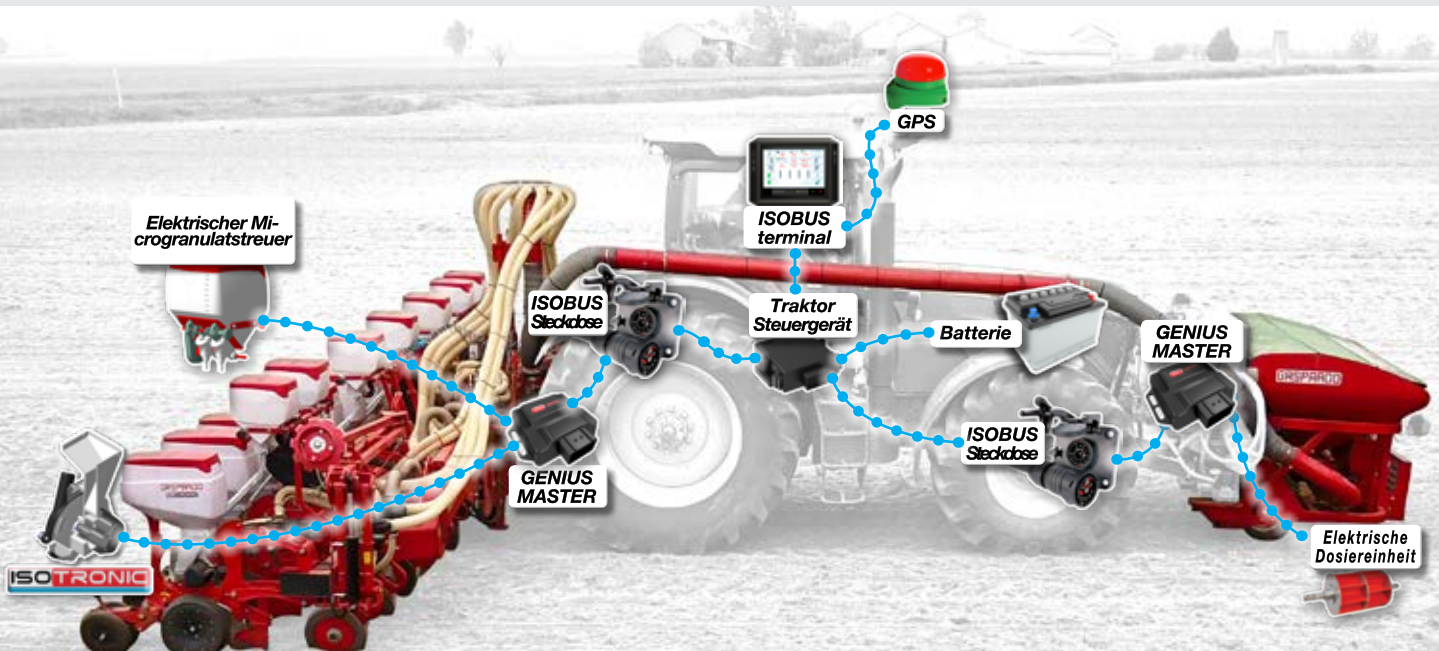 GPS
ISOBUS
terminal
Elektrischer Mi-
crogranulatstreuer
ISOBUS
Steckdose
Traktor
Steuergerät
Batterie
GENIUS
MASTER
GASPARDO
ISOBUS
Steckdose
GENIUS
MASTER
GASPARDO
Elektrische
Dosiereinheit
ISOTRONIC